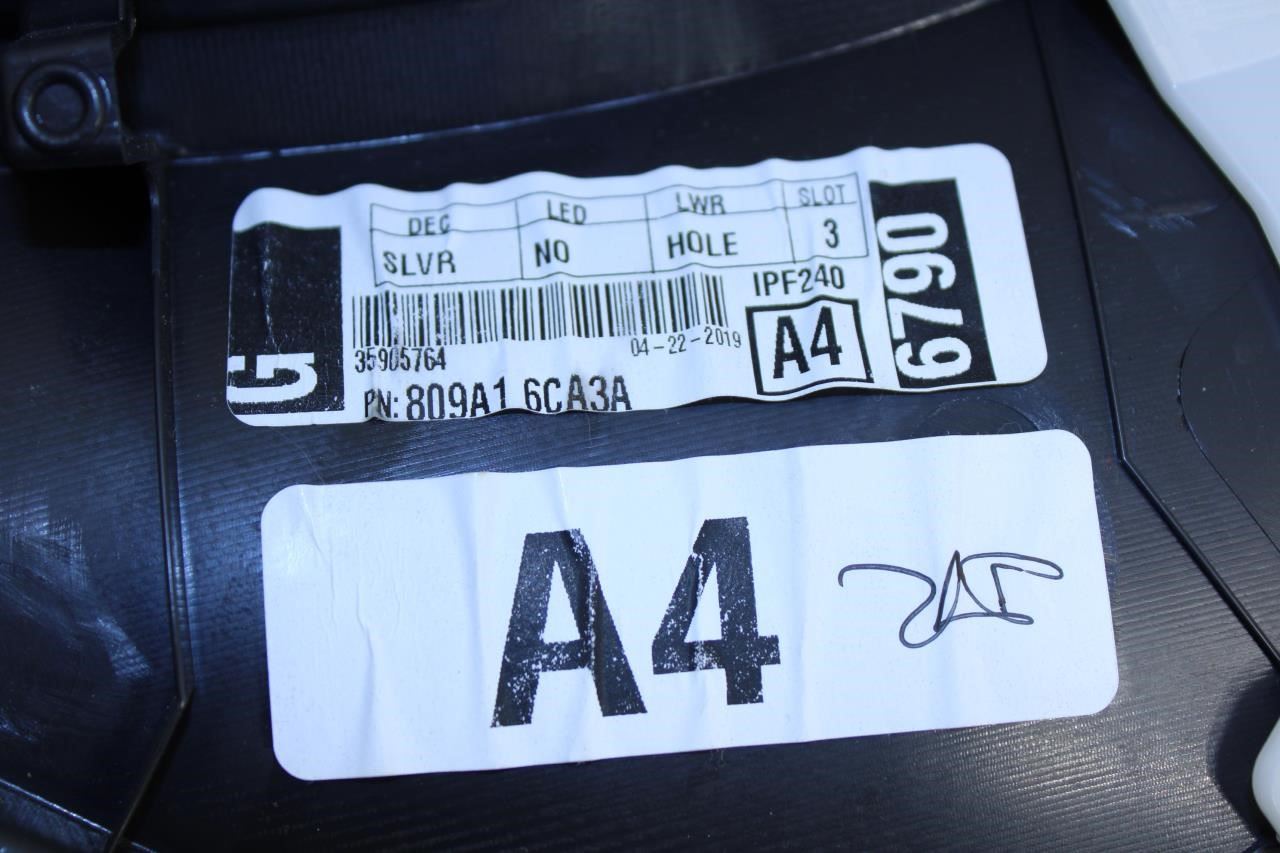 G
DEC LED LWR SLOT
SLVR NO HOLE 3
IPF240
35905764 04-22-2019
A4
PN: 809A1 6CA3A
6790
A4